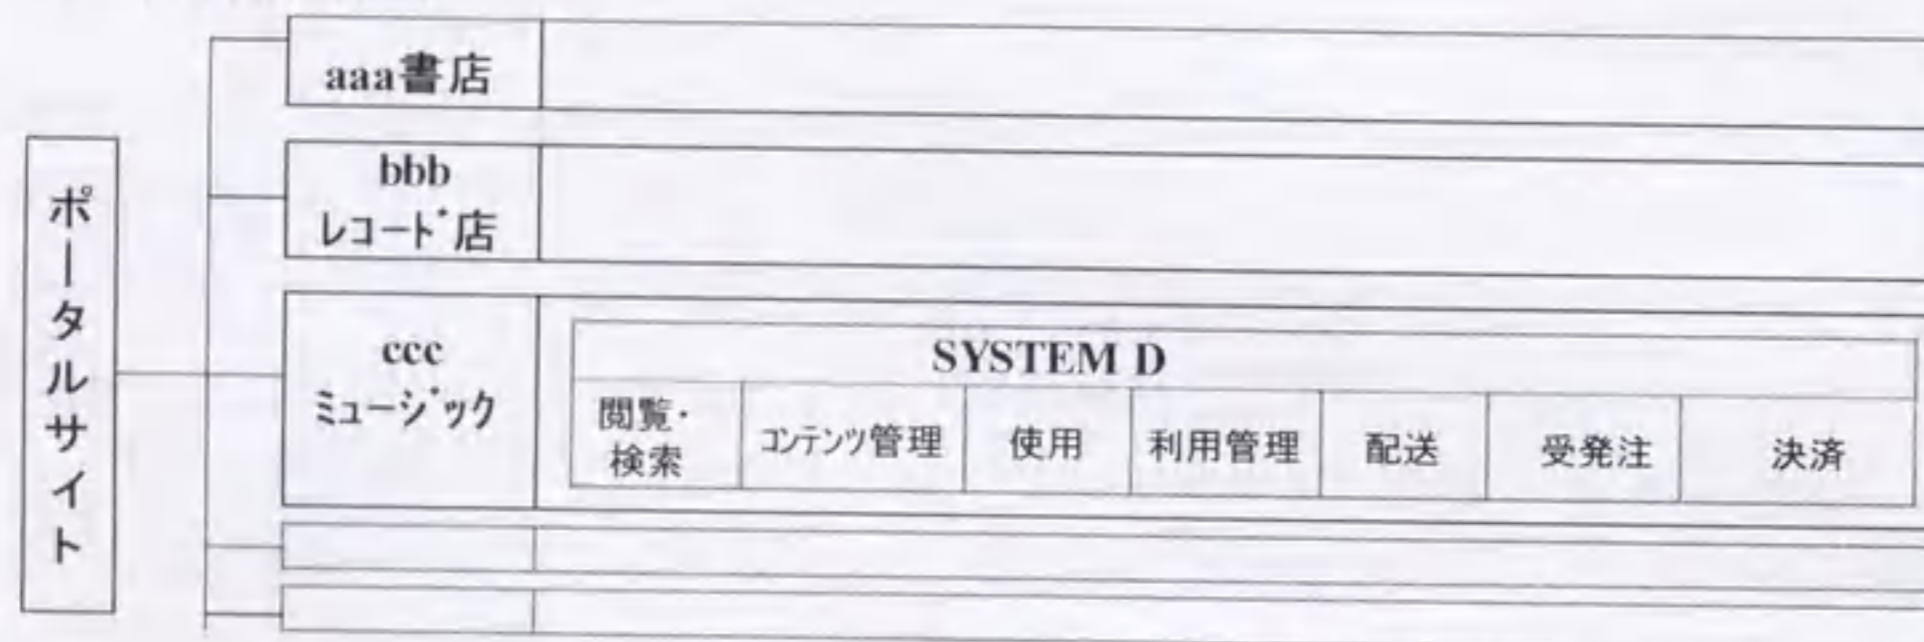 ポータルサイト
aaa書店
bbb
レコード店
ccc
ミュージック
SYSTEM D
閲覧・
検索
コンテンツ管理
使用
利用管理
配送
受発注
決済